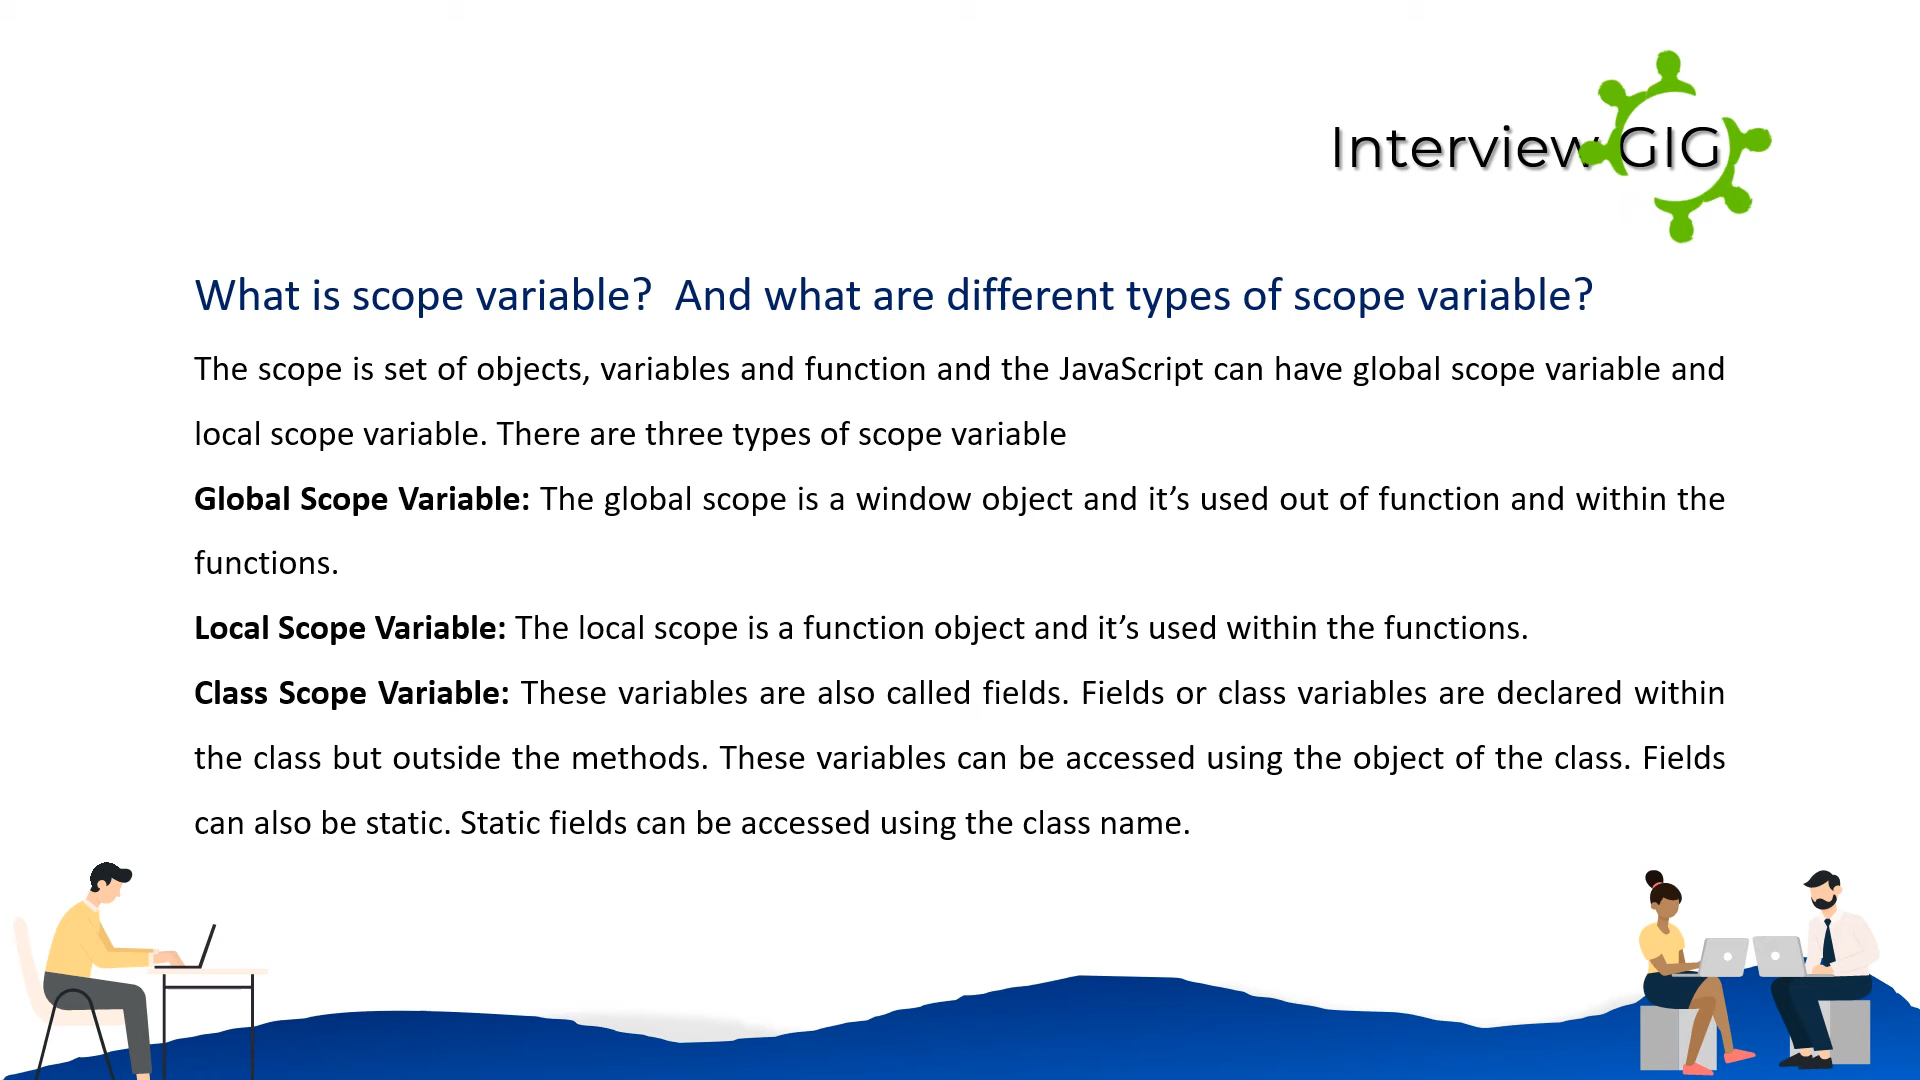 Interview GIG
What is scope variable?  And what are different types of scope variable?
The scope is set of objects, variables and function and the JavaScript can have global scope variable and
local scope variable. There are three types of scope variable
Global Scope Variable: The global scope is a window object and it’s used out of function and within the
functions.
Local Scope Variable: The local scope is a function object and it’s used within the functions.
Class Scope Variable: These variables are also called fields. Fields or class variables are declared within
the class but outside the methods. These variables can be accessed using the object of the class. Fields
can also be static. Static fields can be accessed using the class name.